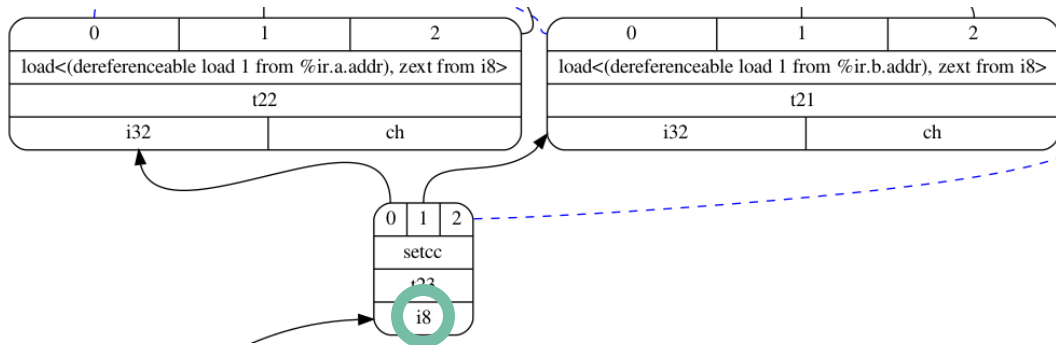 0 1 2 0 1 2
load<(dereferenceable load 1 from %ir.a.addr), zext from i8> load<(dereferenceable load 1 from %ir.b.addr), zext from i8>
t22 t21
i32 ch i32 ch
0 1 2
setcc
t23
i8